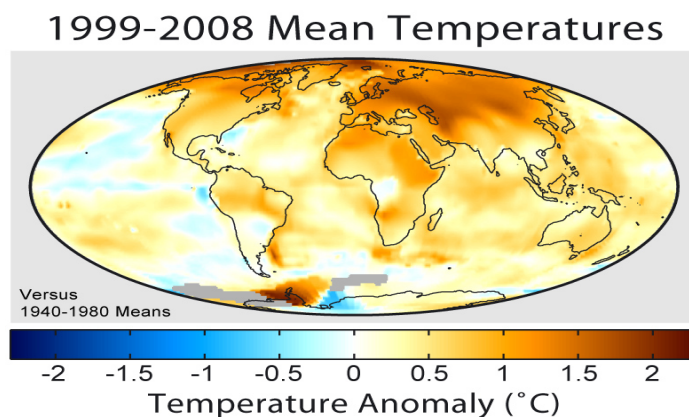 1999-2008 Mean Temperatures
Versus
1940-1980 Means
-2 -1.5 -1 -0.5 0 0.5 1 1.5 2
Temperature Anomaly (˚C)